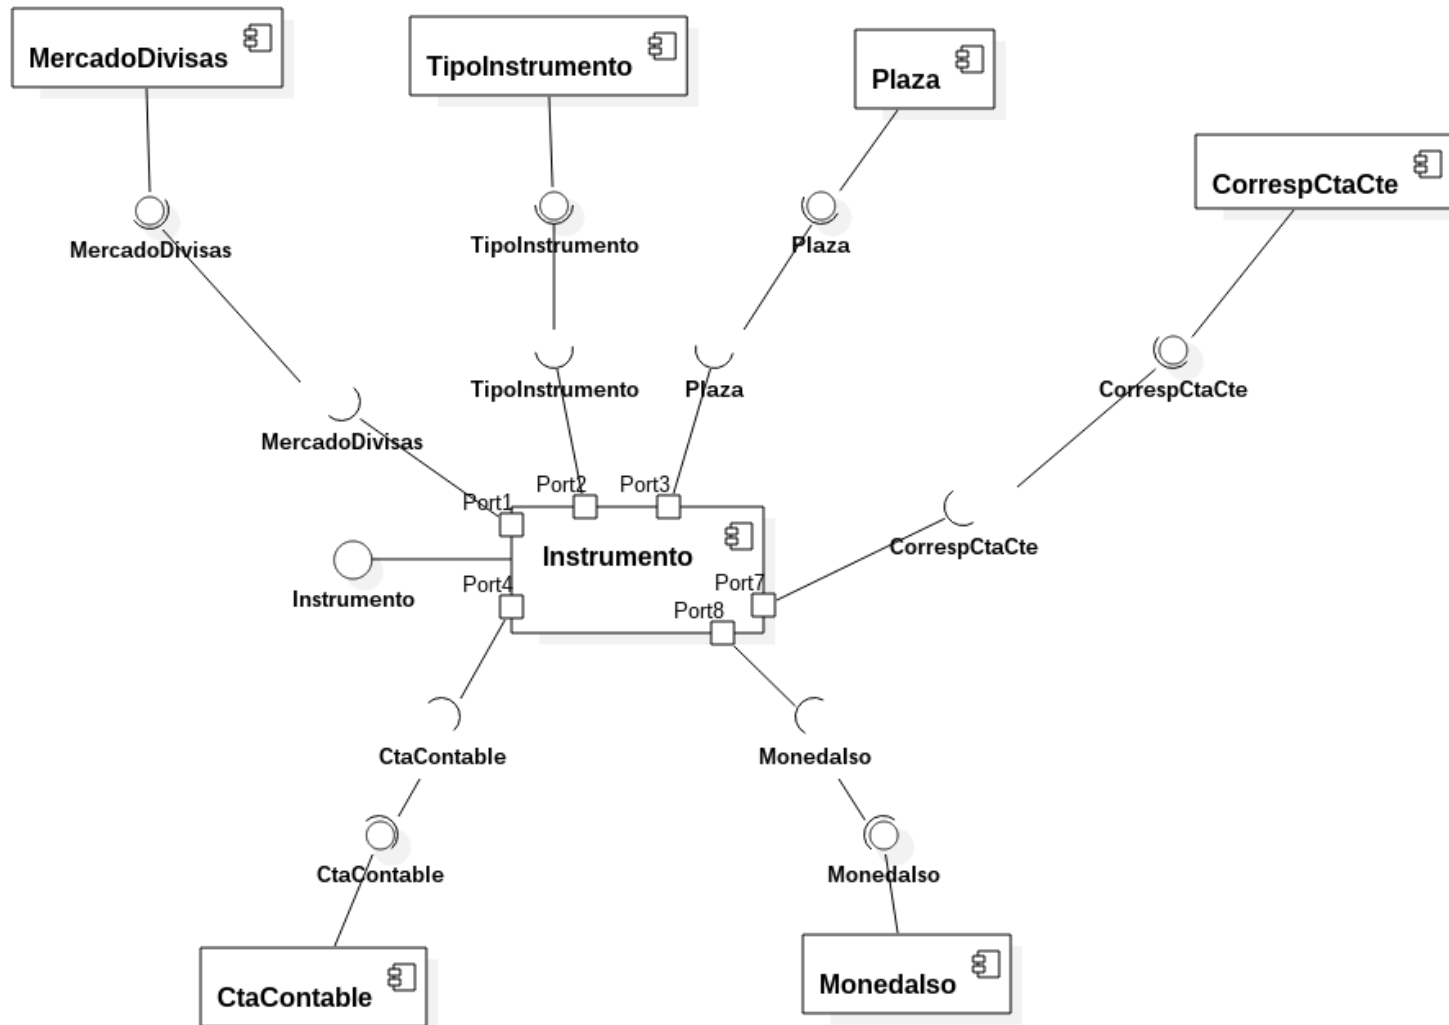 MercadoDivisas
TipoInstrumento
Plaza
CorrespCtaCte
MercadoDivisas
TipoInstrumento
Plaza
CorrespCtaCte
TipoInstrumento
Plaza
MercadoDivisas
Port1
Port2
Port3
Instrumento
CorrespCtaCte
Instrumento
Port4
Port7
Port8
CtaContable
MonedaIso
CtaContable
MonedaIso
CtaContable
MonedaIso